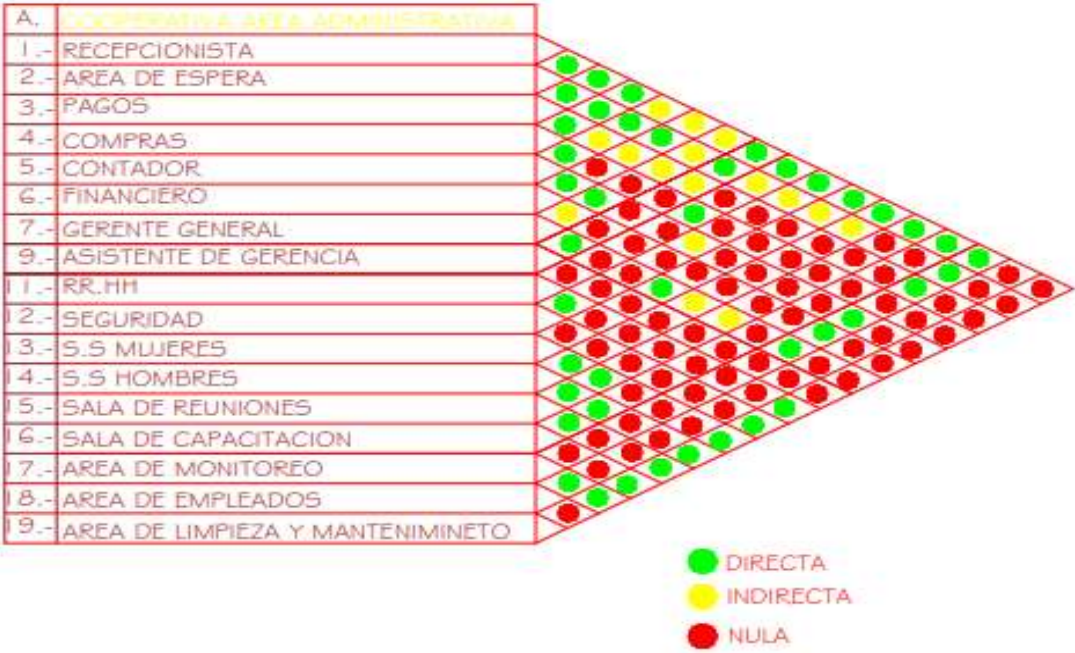 A. COOPERATIVA AREA ADMINISTRATIVA
1.- RECEPCIONISTA
2.- AREA DE ESPERA
3.- PAGOS
4.- COMPRAS
5.- CONTADOR
6.- FINANCIERO
7.- GERENTE GENERAL
9.- ASISTENTE DE GERENCIA
11.- RR.HH
12.- SEGURIDAD
13.- S.S MUJERES
14.- S.S HOMBRES
15.- SALA DE REUNIONES
16.- SALA DE CAPACITACION
17.- AREA DE MONITOREO
18.- AREA DE EMPLEADOS
19.- AREA DE LIMPIEZA Y MANTENIMINETO
DIRECTA
INDIRECTA
NULA